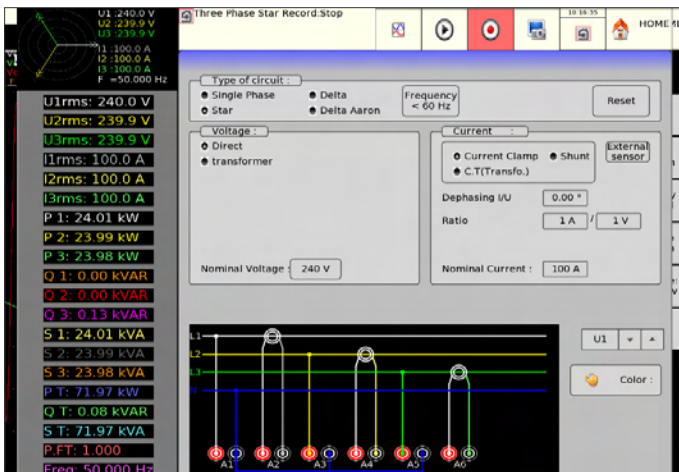 U1 :240.0 V
U2 :239.9 V
U3 :239.9 V
I1 :100.0 A
I2 :100.0 A
I3 :100.0 A
F =50.000 Hz
Three Phase Star Record:Stop
10 16 35
HOME
U1rms: 240.0 V
U2rms: 239.9 V
U3rms: 239.9 V
I1rms: 100.0 A
I2rms: 100.0 A
I3rms: 100.0 A
P 1: 24.01 kW
P 2: 23.99 kW
P 3: 23.98 kW
Q 1: 0.00 kVAR
Q 2: 0.00 kVAR
Q 3: 0.13 kVAR
S 1: 24.01 kVA
S 2: 23.99 kVA
S 3: 23.98 kVA
P T: 71.97 kW
Q T: 0.08 kVAR
S T: 71.97 kVA
P.FT: 1.000
Freq: 50.000 Hz
Type of circuit :
Single Phase
Delta
Star
Delta Aaron
Frequency
< 60 Hz
Reset
Voltage :
Direct
transformer
Nominal Voltage : 240 V
Current :
Current Clamp
Shunt
C.T(Transfo.)
External
sensor
Dephasing I/U 0.00 °
Ratio 1 A / 1 V
Nominal Current : 100 A
L1
L2
L3
A1 A2 A3 A4 A5 A6
U1
Color :